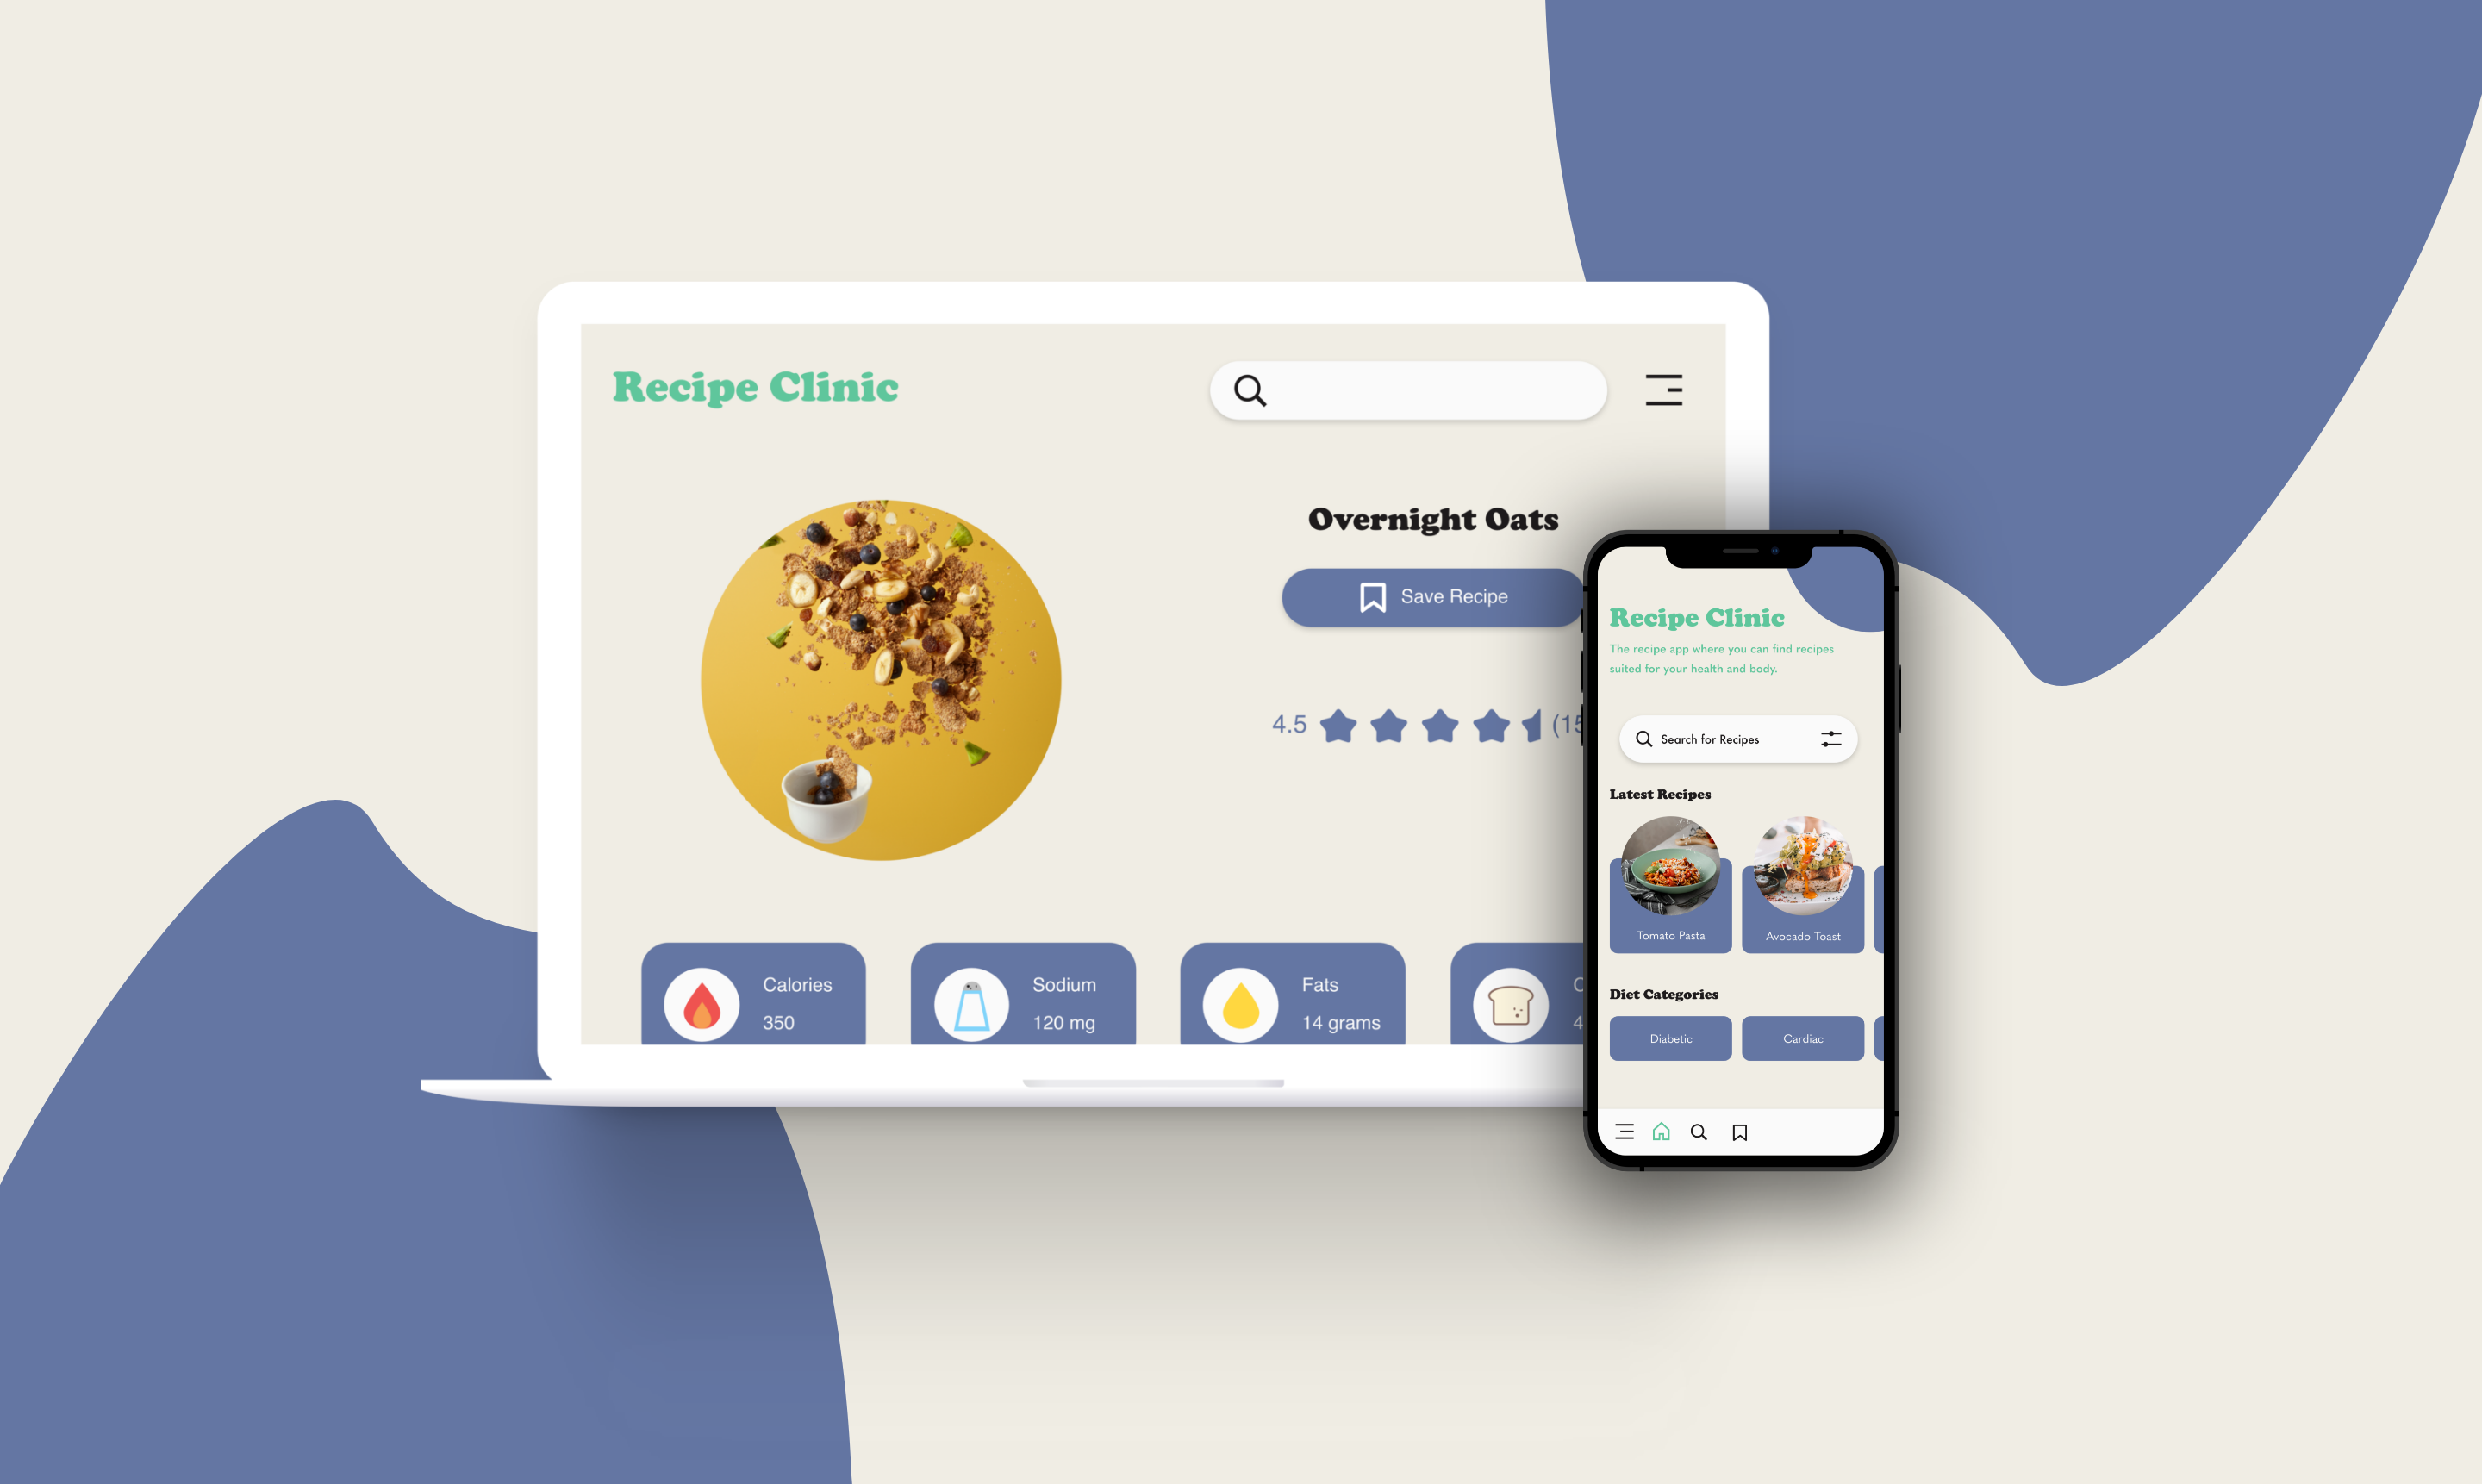 Recipe Clinic
Overnight Oats
Save Recipe
4.5
Calories
350
Sodium
120 mg
Fats
14 grams
Recipe Clinic
The recipe app where you can find recipes
suited for your health and body.
Search for Recipes
Latest Recipes
Tomato Pasta
Avocado Toast
Diet Categories
Diabetic
Cardiac